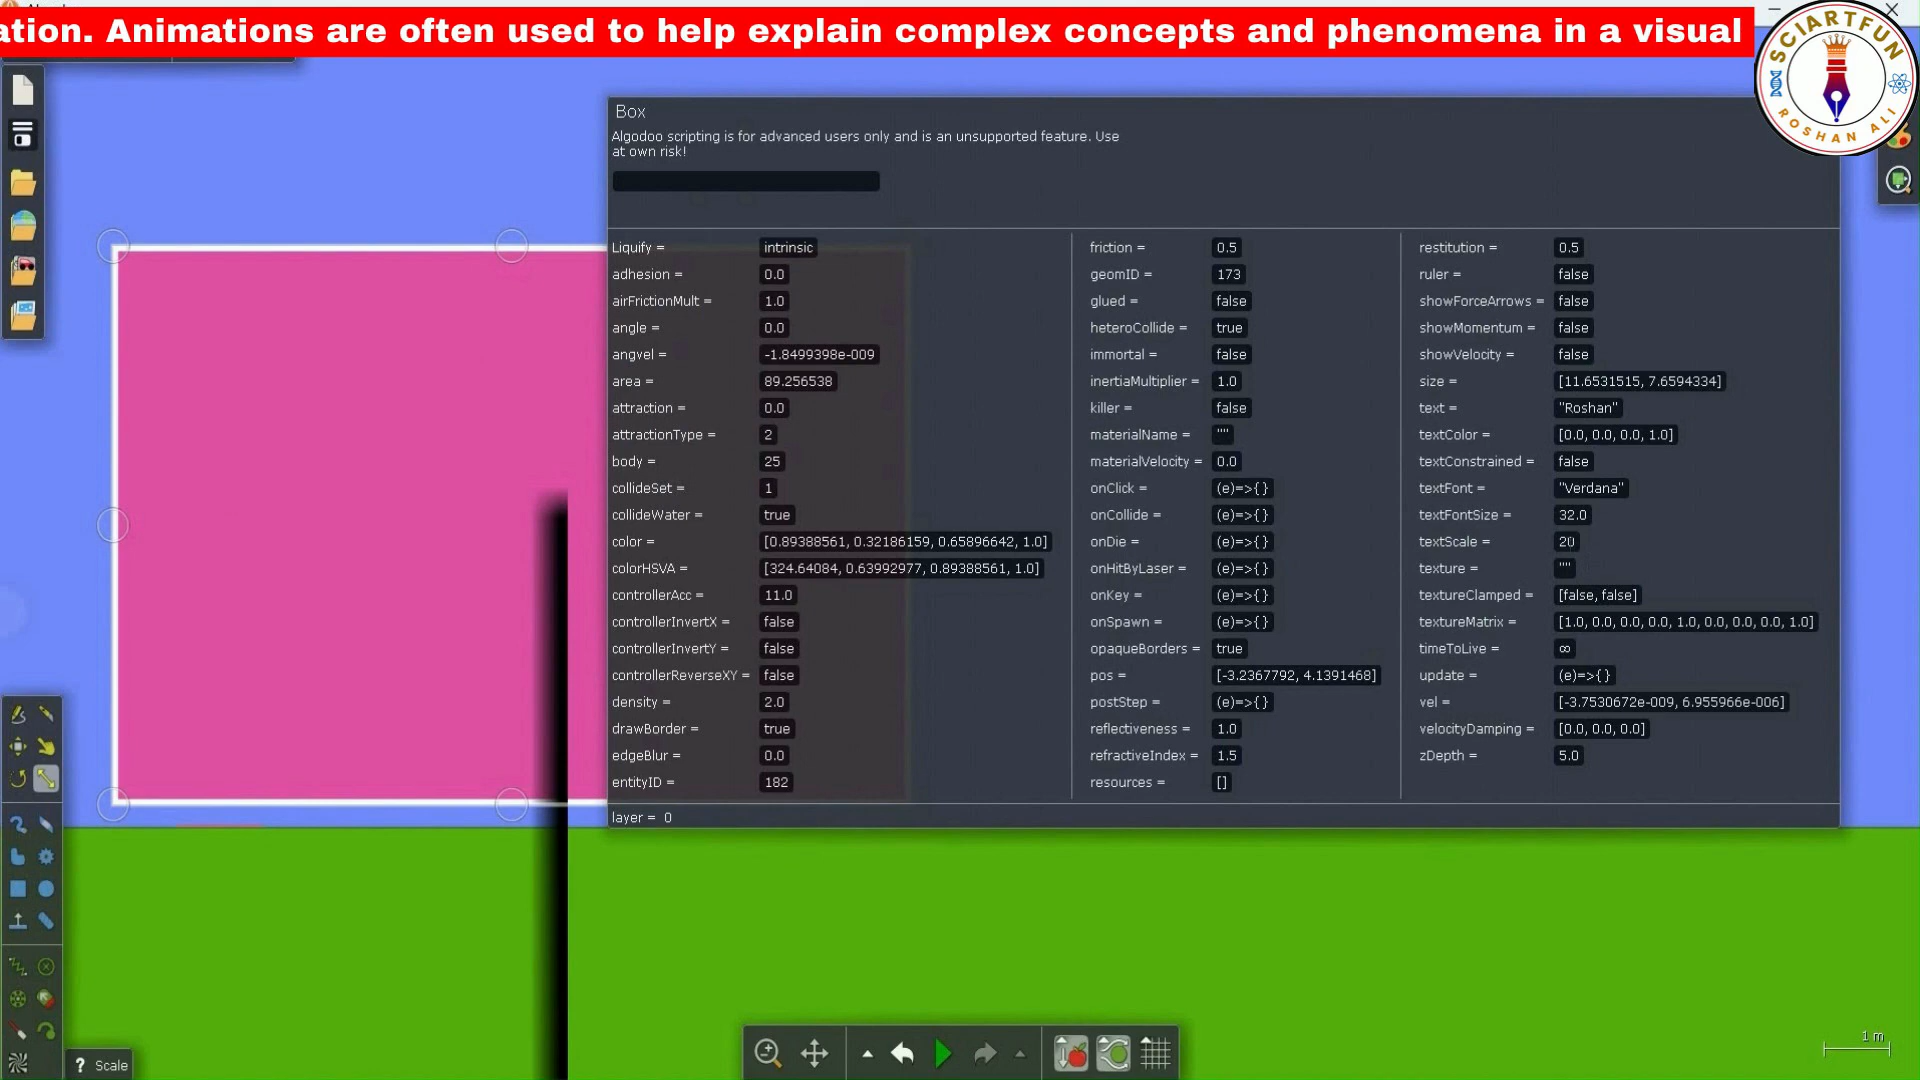 ation. Animations are often used to help explain complex concepts and phenomena in a visual
SCIARTFUN
ROSHAN ALI
Box
Algodoo scripting is for advanced users only and is an unsupported feature. Use
at own risk!
Liquify = intrinsic
adhesion = 0.0
airFrictionMult = 1.0
angle = 0.0
angvel = -1.8499398e-009
area = 89.256538
attraction = 0.0
attractionType = 2
body = 25
collideSet = 1
collideWater = true
color = [0.89388561, 0.32186159, 0.65896642, 1.0]
colorHSVA = [324.64084, 0.63992977, 0.89388561, 1.0]
controllerAcc = 11.0
controllerInvertX = false
controllerInvertY = false
controllerReverseXY = false
density = 2.0
drawBorder = true
edgeBlur = 0.0
entityID = 182
friction = 0.5
geomID = 173
glued = false
heteroCollide = true
immortal = false
inertiaMultiplier = 1.0
killer = false
materialName = ""
materialVelocity = 0.0
onClick = (e)=>{}
onCollide = (e)=>{}
onDie = (e)=>{}
onHitByLaser = (e)=>{}
onKey = (e)=>{}
onSpawn = (e)=>{}
opaqueBorders = true
pos = [-3.2367792, 4.1391468]
postStep = (e)=>{}
reflectiveness = 1.0
refractiveIndex = 1.5
resources = []
restitution = 0.5
ruler = false
showForceArrows = false
showMomentum = false
showVelocity = false
size = [11.6531515, 7.6594334]
text = "Roshan"
textColor = [0.0, 0.0, 0.0, 1.0]
textConstrained = false
textFont = "Verdana"
textFontSize = 32.0
textScale = 20
texture = ""
textureClamped = [false, false]
textureMatrix = [1.0, 0.0, 0.0, 0.0, 1.0, 0.0, 0.0, 0.0, 1.0]
timeToLive = ∞
update = (e)=>{}
vel = [-3.7530672e-009, 6.955966e-006]
velocityDamping = [0.0, 0.0, 0.0]
zDepth = 5.0
layer = 0
? Scale
1 m